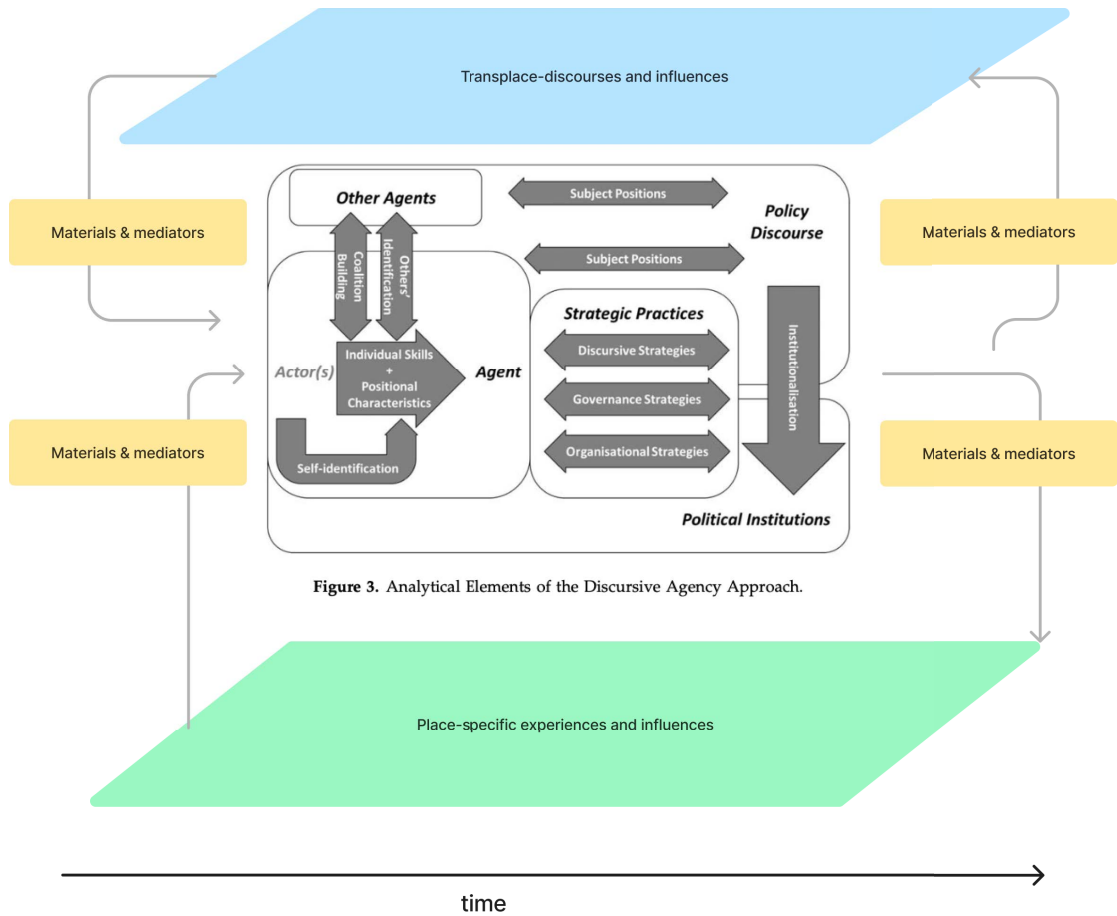 Transplace-discourses and influences
Materials & mediators
Materials & mediators
Other Agents
Subject Positions
Policy
Discourse
Coalition
Building
Others'
Identification
Subject Positions
Strategic Practices
Actor(s)
Individual Skills
+
Positional
Characteristics
Agent
Discursive Strategies
Governance Strategies
Organisational Strategies
Institutionalisation
Self-identification
Political Institutions
Materials & mediators
Materials & mediators
Figure 3. Analytical Elements of the Discursive Agency Approach.
Place-specific experiences and influences
time